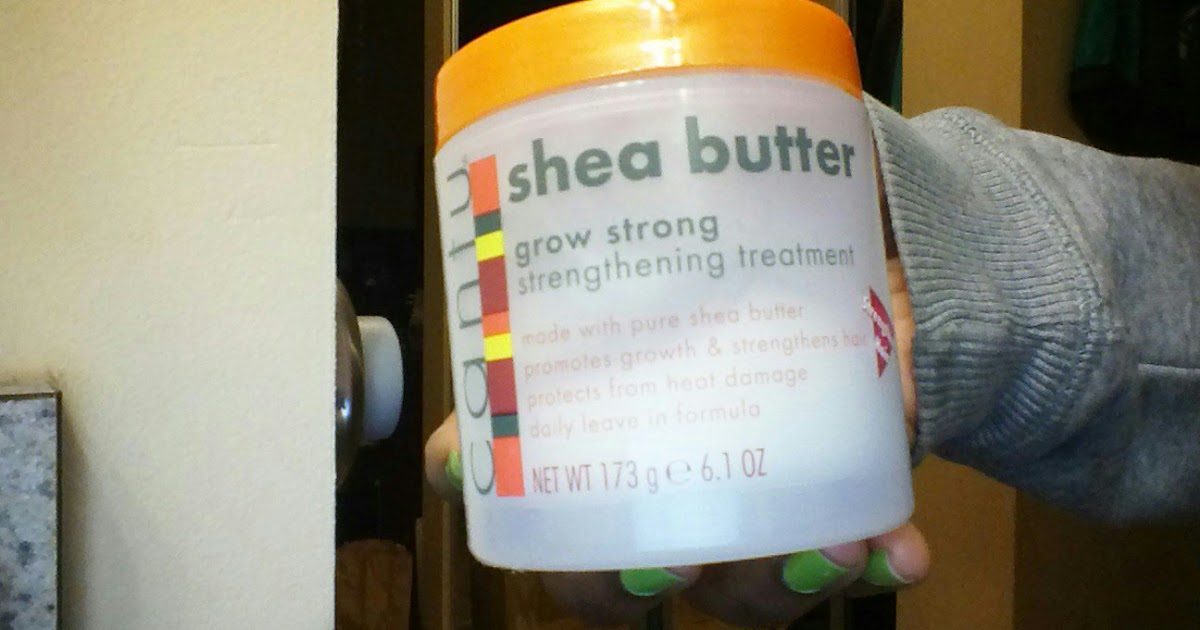 cantu®
shea butter
grow strong
strengthening treatment
made with pure shea butter
promotes growth & strengthens hair
protects from heat damage
daily leave in formula
NET WT 173 g ℮ 6.1 OZ